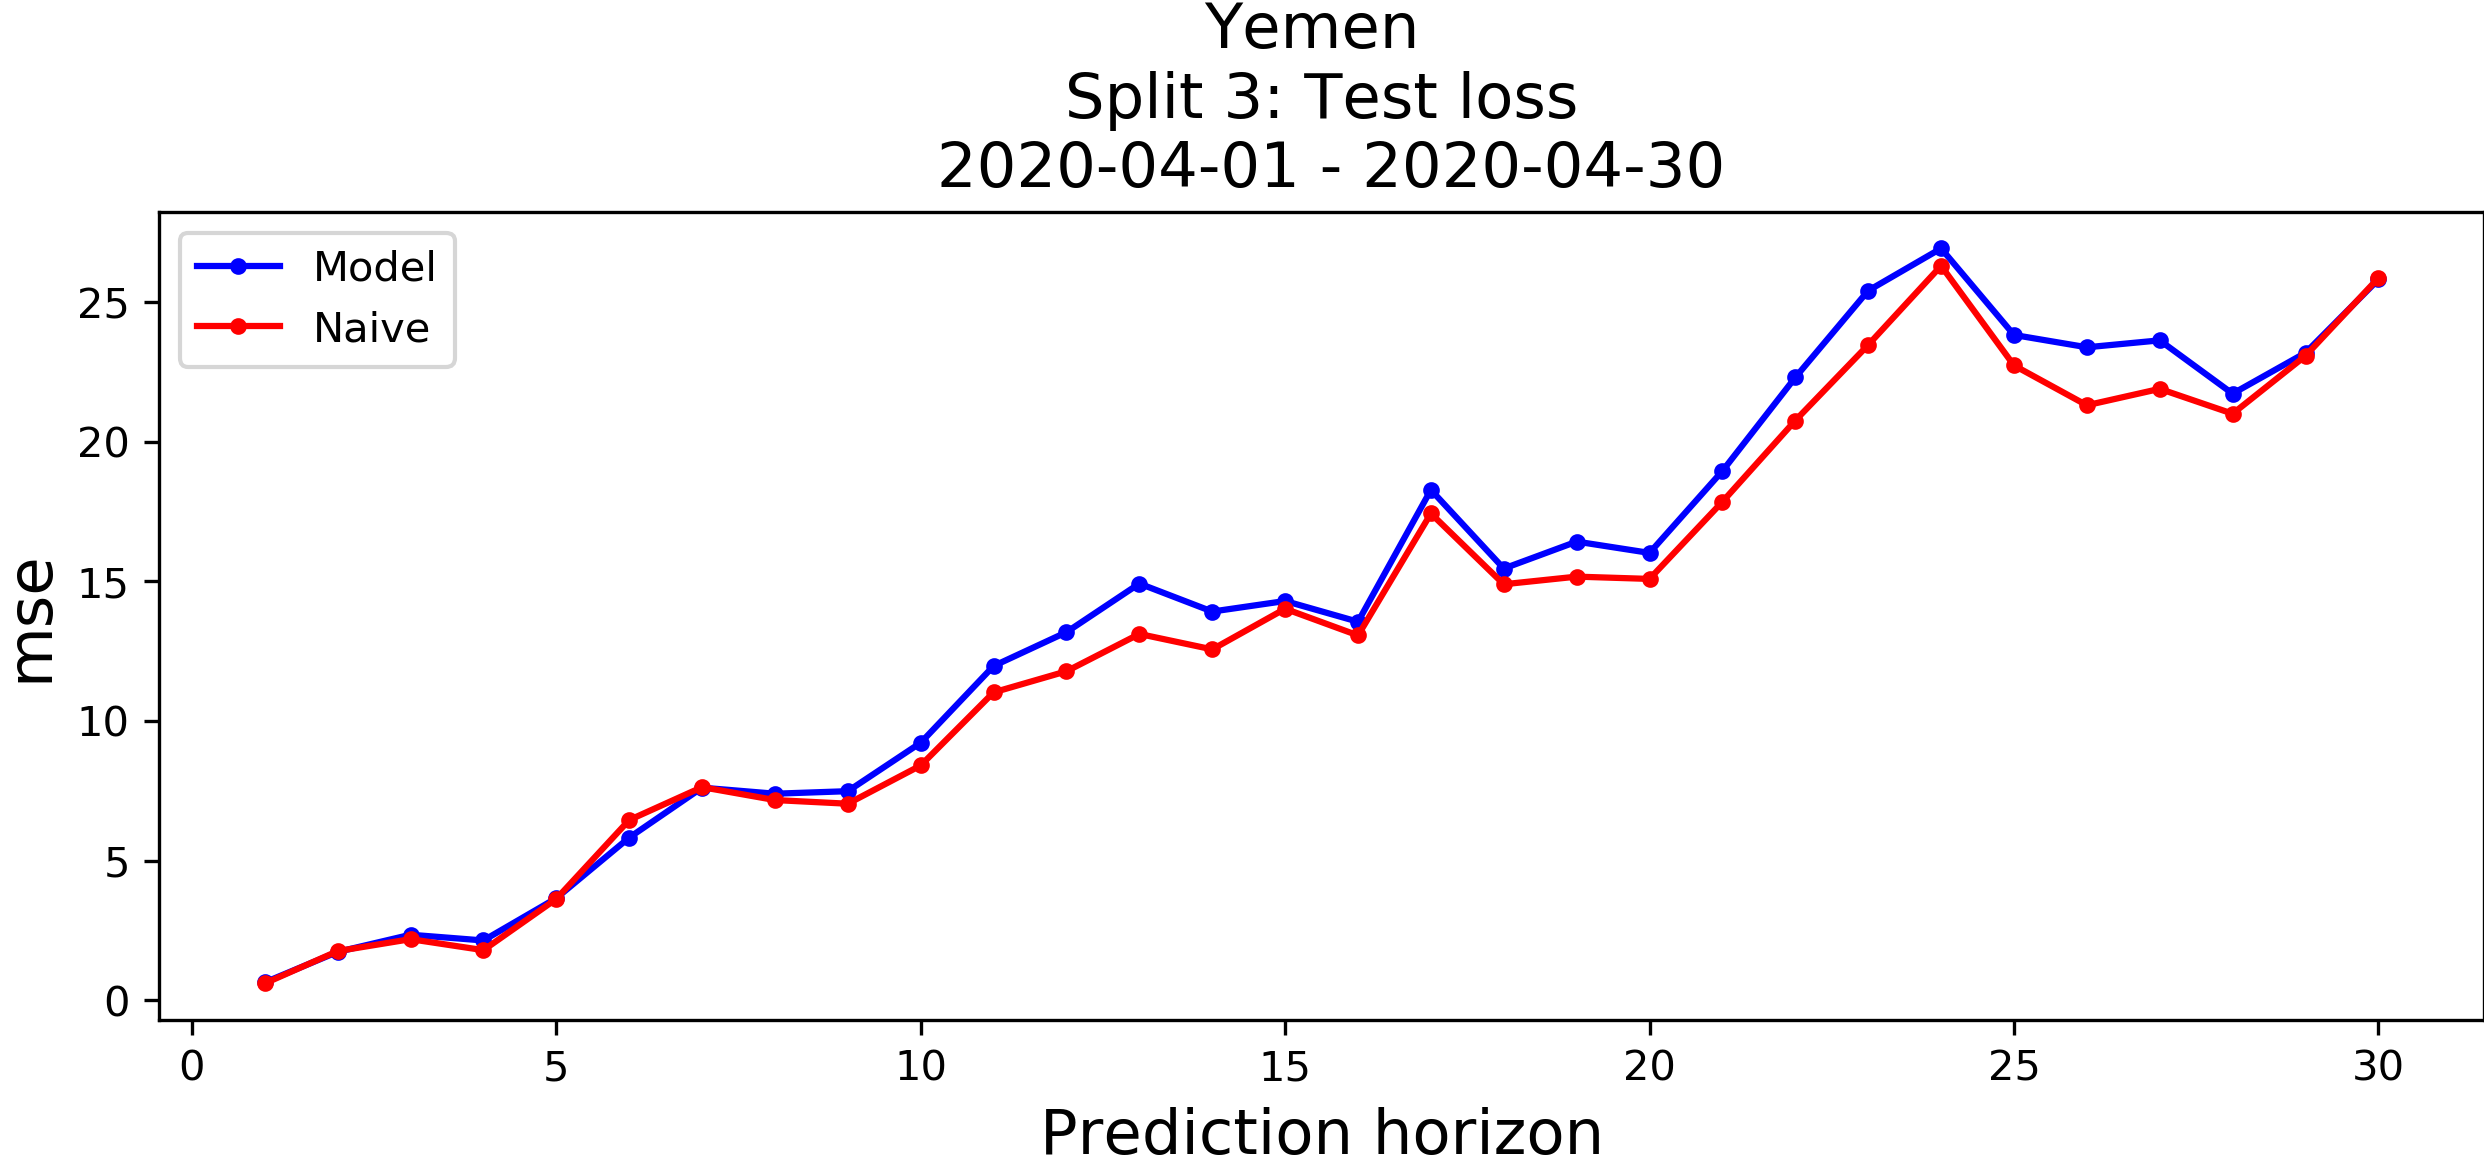 Yemen
Split 3: Test loss
2020-04-01 - 2020-04-30
Model
Naive
mse
25
20
15
10
5
0
0 5 10 15 20 25 30
Prediction horizon